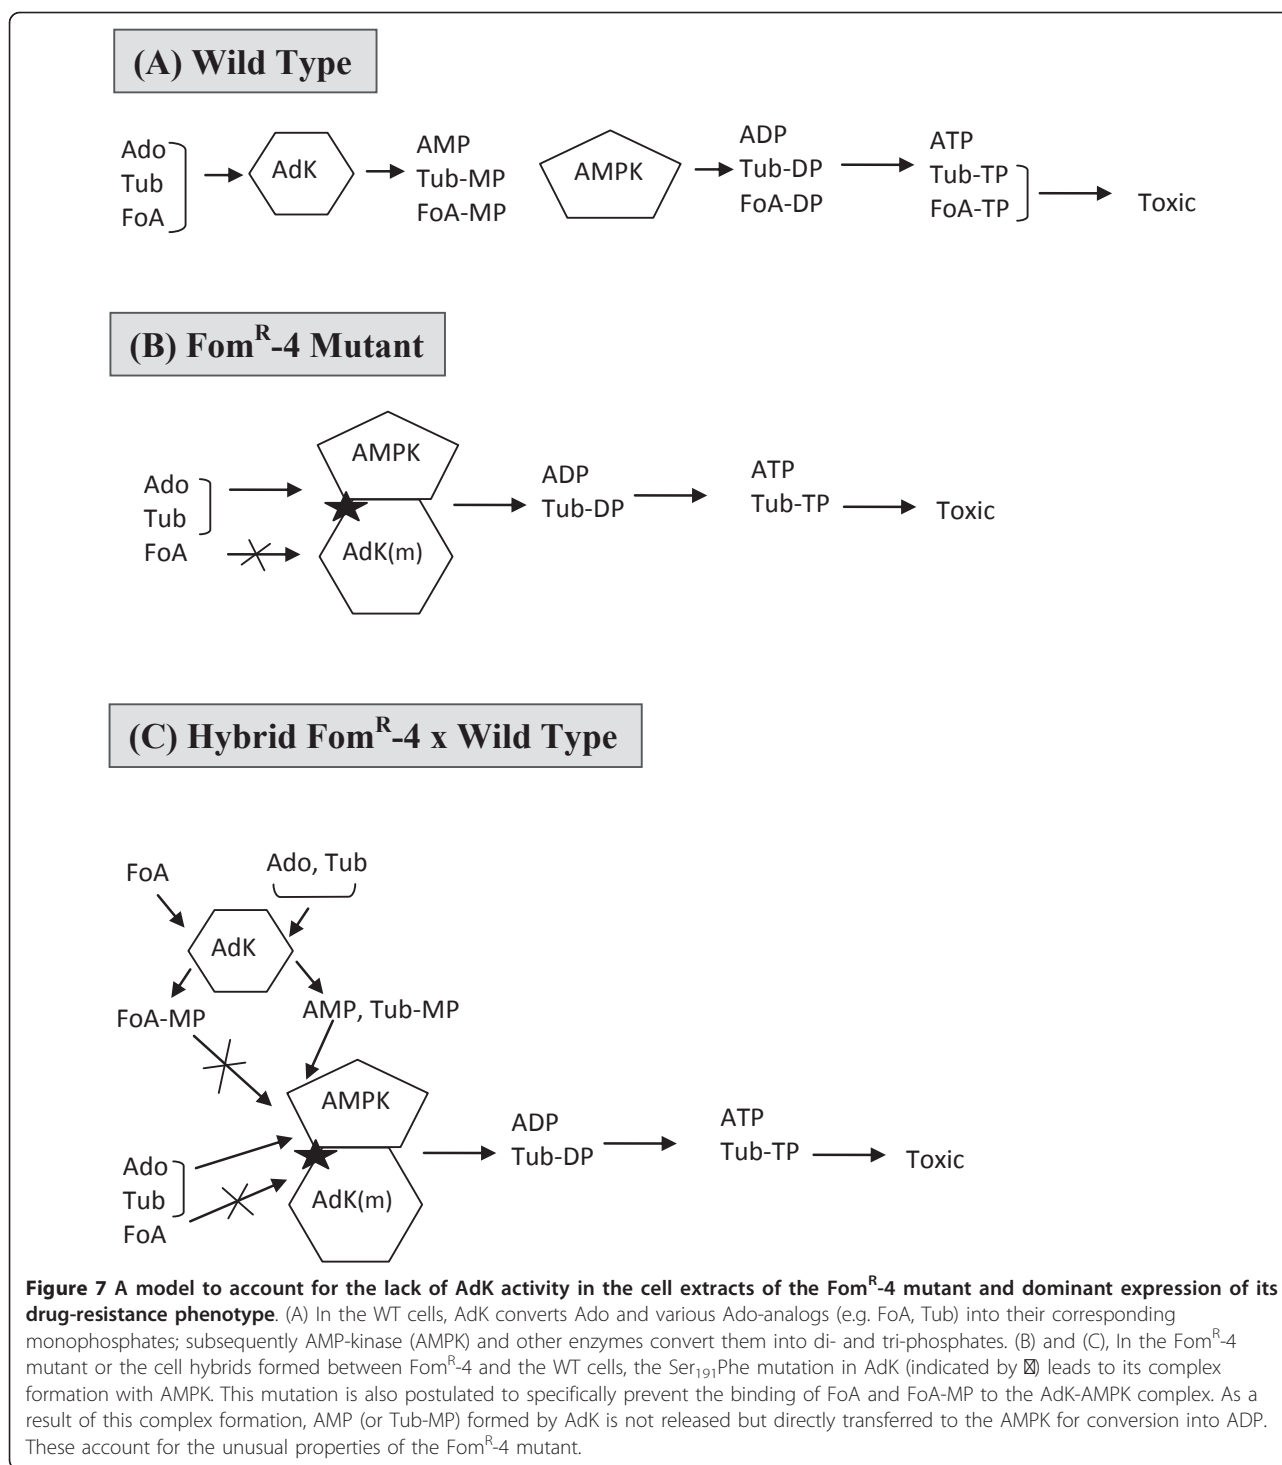 (A) Wild Type
Ado
Tub
FoA
AdK
AMP
Tub-MP
FoA-MP
AMPK
ADP
Tub-DP
FoA-DP
ATP
Tub-TP
FoA-TP
Toxic
(B) Fom^R-4 Mutant
Ado
Tub
FoA
AMPK
AdK(m)
ADP
Tub-DP
ATP
Tub-TP
Toxic
(C) Hybrid Fom^R-4 x Wild Type
FoA
Ado, Tub
AdK
FoA-MP
AMP, Tub-MP
Ado
Tub
FoA
AMPK
AdK(m)
ADP
Tub-DP
ATP
Tub-TP
Toxic
Figure 7 A model to account for the lack of AdK activity in the cell extracts of the Fom^R-4 mutant and dominant expression of its
drug-resistance phenotype. (A) In the WT cells, AdK converts Ado and various Ado-analogs (e.g. FoA, Tub) into their corresponding
monophosphates; subsequently AMP-kinase (AMPK) and other enzymes convert them into di- and tri-phosphates. (B) and (C), In the Fom^R-4
mutant or the cell hybrids formed between Fom^R-4 and the WT cells, the Ser_191Phe mutation in AdK (indicated by ) leads to its complex
formation with AMPK. This mutation is also postulated to specifically prevent the binding of FoA and FoA-MP to the AdK-AMPK complex. As a
result of this complex formation, AMP (or Tub-MP) formed by AdK is not released but directly transferred to the AMPK for conversion into ADP.
These account for the unusual properties of the Fom^R-4 mutant.